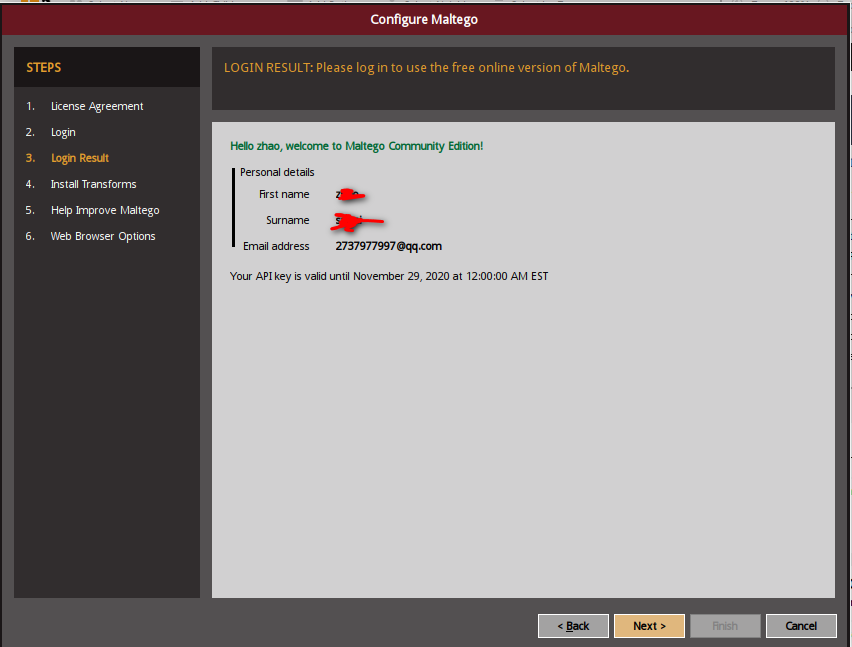 Configure Maltego
STEPS
1. License Agreement
2. Login
3. Login Result
4. Install Transforms
5. Help Improve Maltego
6. Web Browser Options
LOGIN RESULT: Please log in to use the free online version of Maltego.
Hello zhao, welcome to Maltego Community Edition!
Personal details
First name
Surname
Email address 2737977997@qq.com
Your API key is valid until November 29, 2020 at 12:00:00 AM EST
< Back Next > Finish Cancel